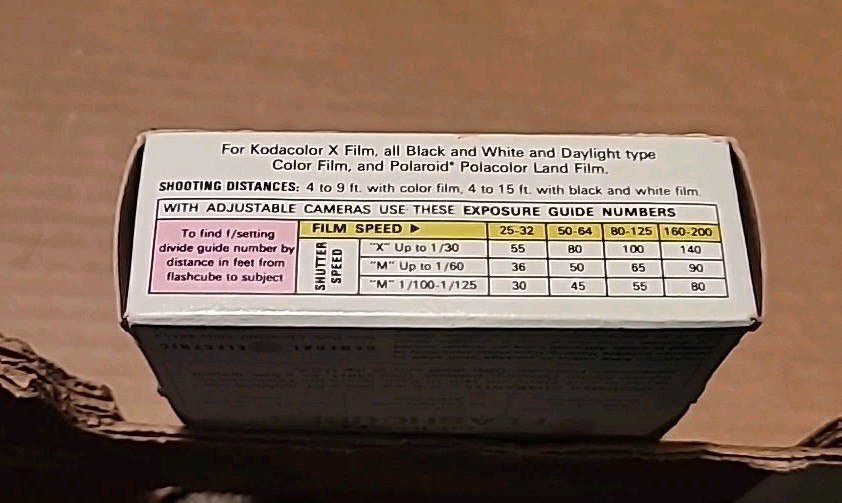 For Kodacolor X Film, all Black and White and Daylight type
Color Film, and Polaroid® Polacolor Land Film.
SHOOTING DISTANCES: 4 to 9 ft. with color film, 4 to 15 ft. with black and white film.
WITH ADJUSTABLE CAMERAS USE THESE EXPOSURE GUIDE NUMBERS
To find f/setting
divide guide number by
distance in feet from
flashcube to subject
FILM SPEED ▶ 25-32 50-64 80-125 160-200
SHUTTER
SPEED
"X" Up to 1/30 55 80 100 140
"M" Up to 1/60 36 50 65 90
"M" 1/100-1/125 30 45 55 80
GENERAL ELECTRIC
FLASHCUBE